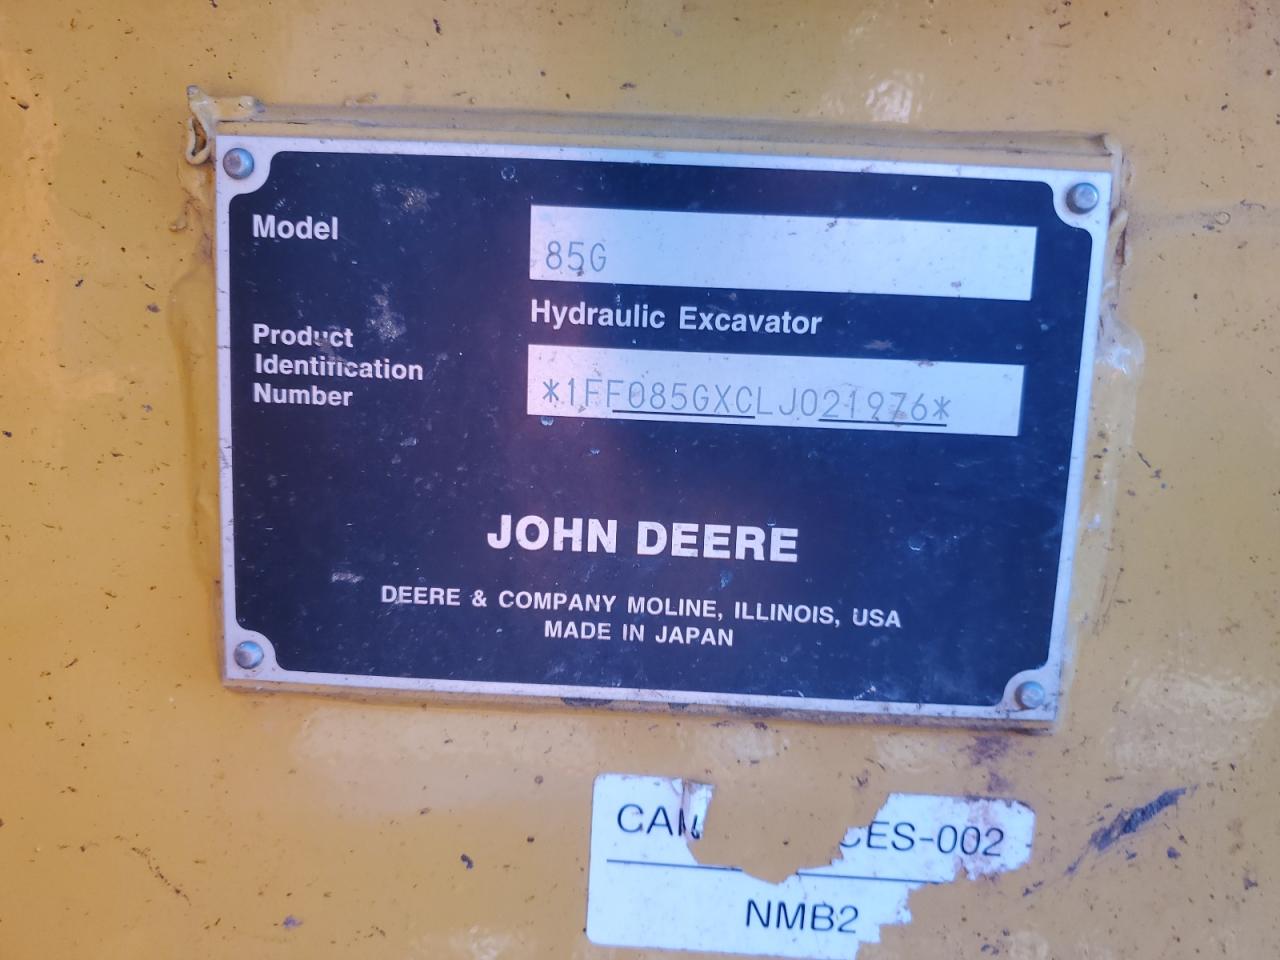 Model
85G
Hydraulic Excavator
Product
Identification
Number
*1FF085GXCLJ021976*
JOHN DEERE
DEERE & COMPANY MOLINE, ILLINOIS, USA
MADE IN JAPAN
CES-002
NMB2